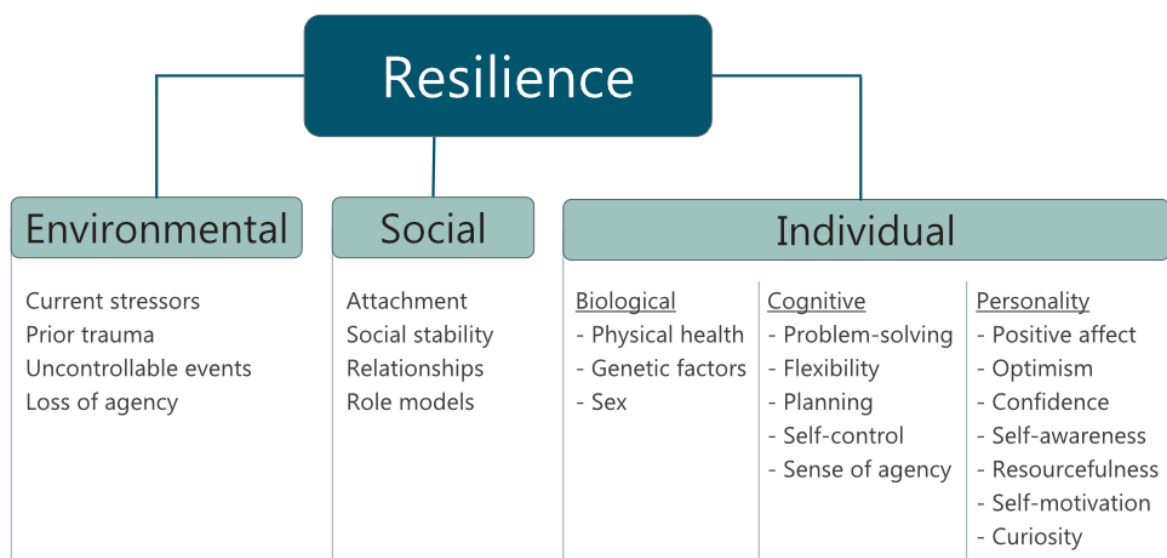 Resilience
Environmental
Current stressors
Prior trauma
Uncontrollable events
Loss of agency
Social
Attachment
Social stability
Relationships
Role models
Individual
Biological
- Physical health
- Genetic factors
- Sex
Cognitive
- Problem-solving
- Flexibility
- Planning
- Self-control
- Sense of agency
Personality
- Positive affect
- Optimism
- Confidence
- Self-awareness
- Resourcefulness
- Self-motivation
- Curiosity